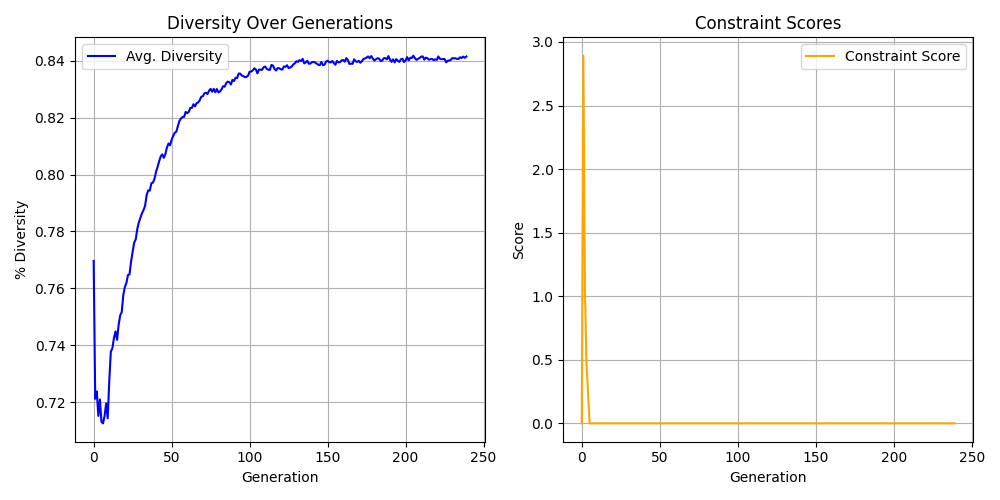 Diversity Over Generations
Avg. Diversity
% Diversity
0.84
0.82
0.80
0.78
0.76
0.74
0.72
0 50 100 150 200 250
Generation
Constraint Scores
Constraint Score
Score
3.0
2.5
2.0
1.5
1.0
0.5
0.0
0 50 100 150 200 250
Generation